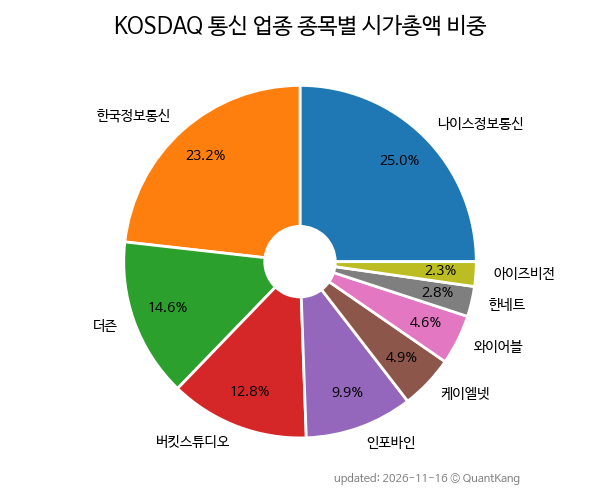 KOSDAQ 통신 업종 종목별 시가총액 비중
나이스정보통신
25.0%
한국정보통신
23.2%
더즌
14.6%
버킷스튜디오
12.8%
인포바인
9.9%
케이엘넷
4.9%
와이어블
4.6%
한네트
2.8%
아이즈비전
2.3%
updated: 2026-11-16 © QuantKang